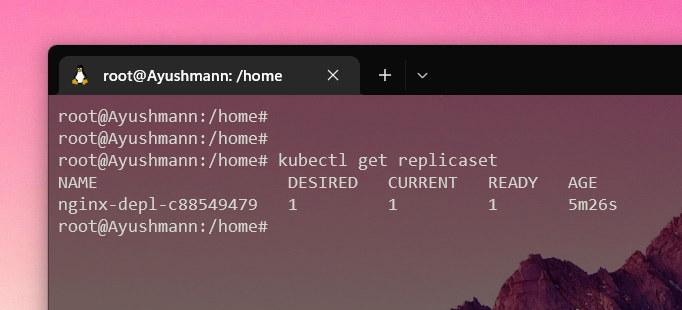 root@Ayushmann: /home
root@Ayushmann:/home#
root@Ayushmann:/home#
root@Ayushmann:/home# kubectl get replicaset
NAME DESIRED CURRENT READY AGE
nginx-depl-c88549479 1 1 1 5m26s
root@Ayushmann:/home#